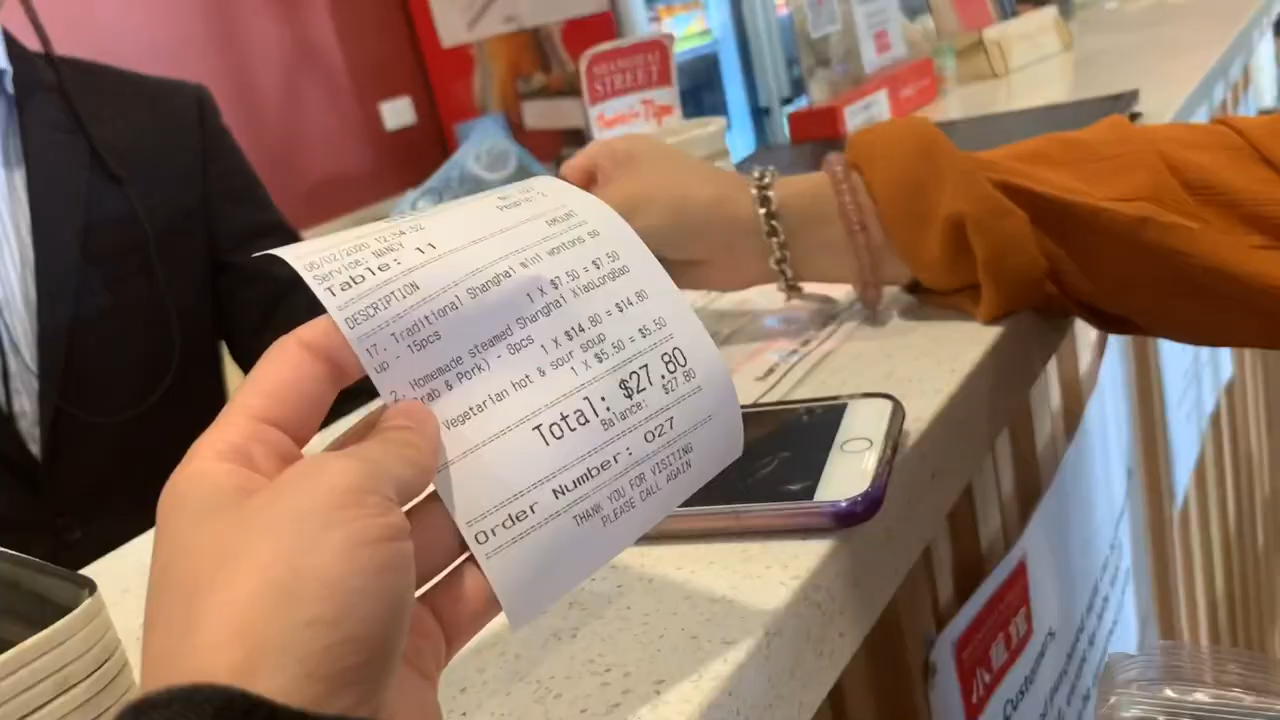 SHANGHAI
STREET
People: 2
06/02/2020 12:54:52
Service: NANCY
Table: 11
DESCRIPTION AMOUNT
17. Traditional Shanghai mini wontons so
up - 15pcs
1 X $7.50 = $7.50
2. Homemade steamed Shanghai XiaoLongBao
rab & Pork) - 8pcs
1 X $14.80 = $14.80
Vegetarian hot & sour soup
1 X $5.50 = $5.50
Total: $27.80
Balance: $27.80
Order Number: 027
THANK YOU FOR VISITING
PLEASE CALL AGAIN
Customers,